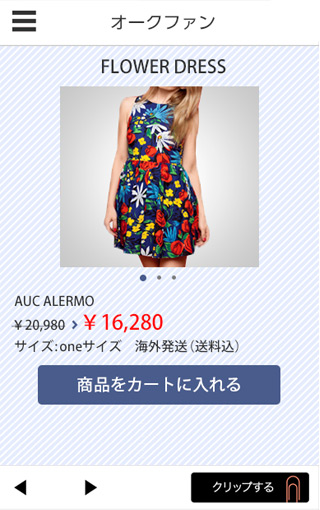 オークファン
FLOWER DRESS
AUC ALERMO
￥20,980 › ￥16,280
サイズ:oneサイズ　海外発送（送料込）
商品をカートに入れる
クリップする